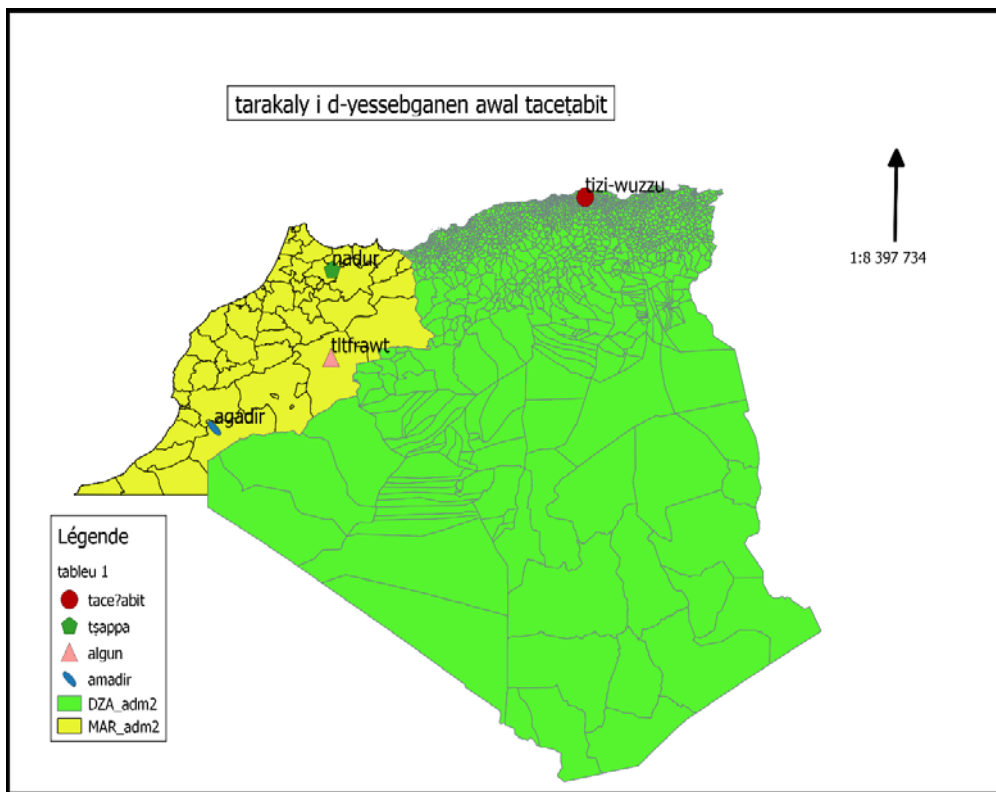 tarakaly i d-yessebganen awal taceṭabit
tizi-wuzzu
nadur
1:8 397 734
tltfrawt
agadir
Légende
tableu 1
tace?abit
tṣappa
algun
amadir
DZA_adm2
MAR_adm2